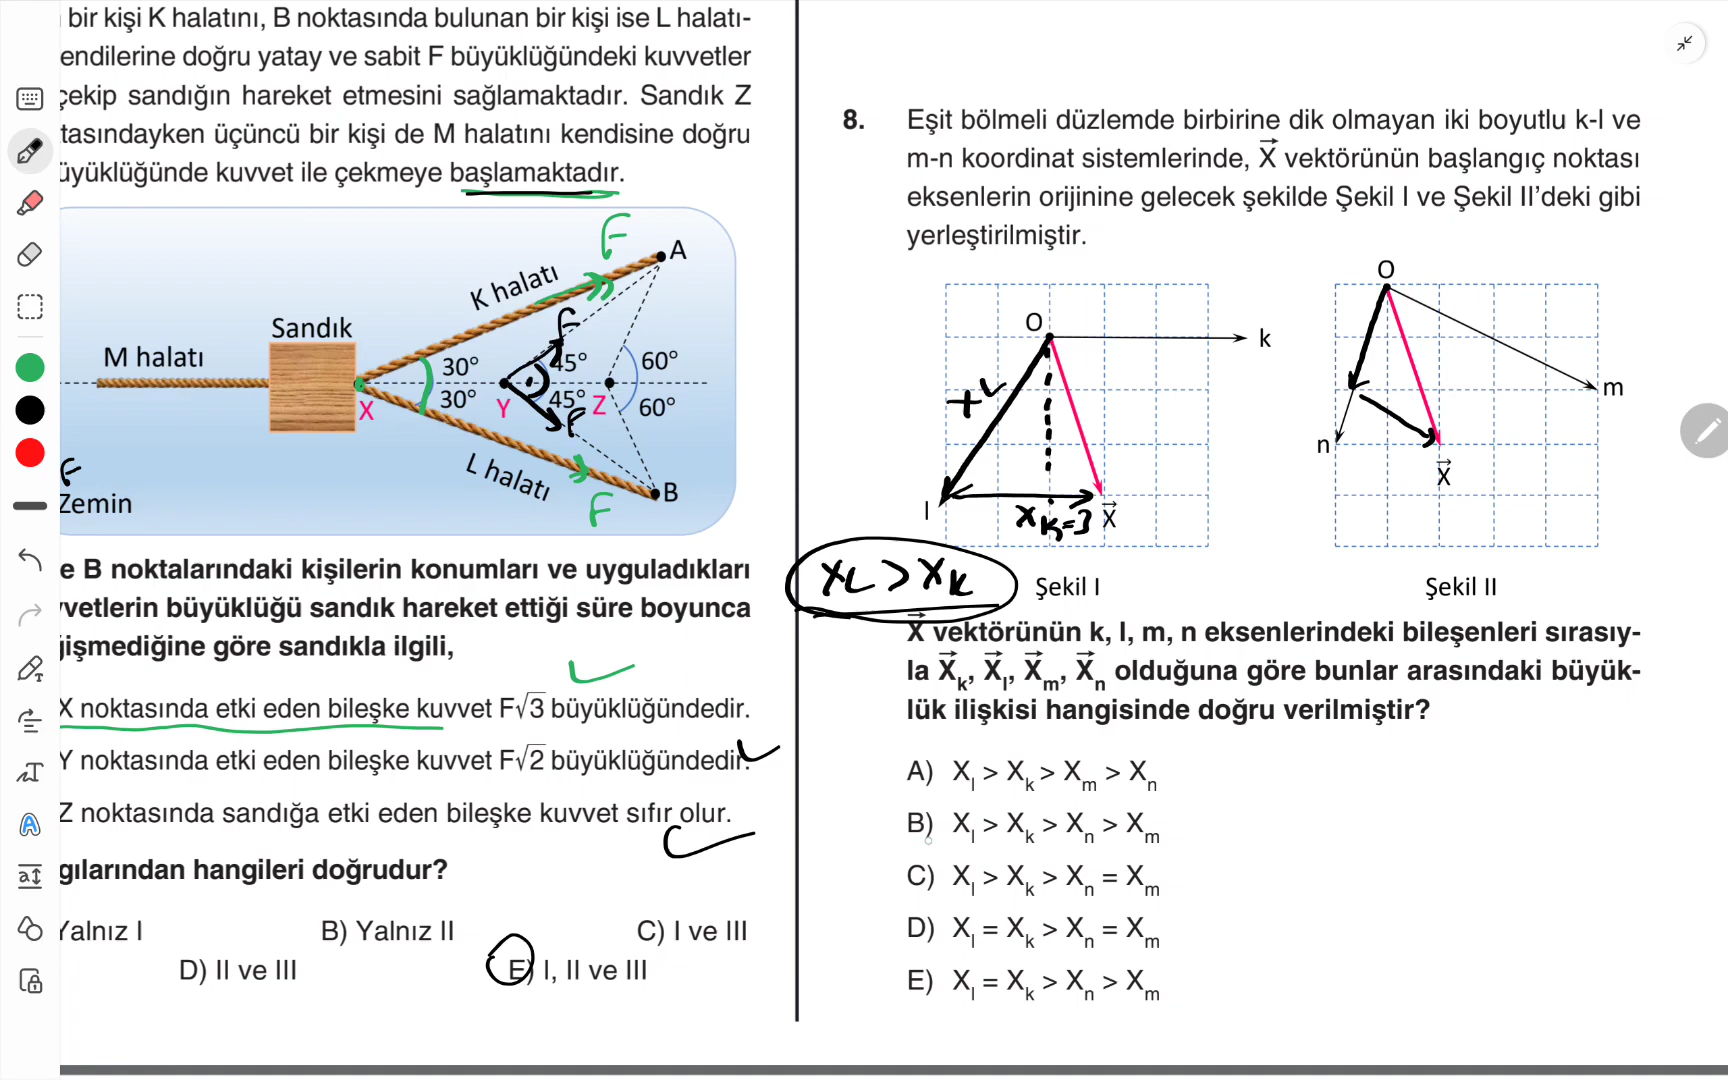 bir kişi K halatını, B noktasında bulunan bir kişi ise L halatı-
endilerine doğru yatay ve sabit F büyüklüğündeki kuvvetler
çekip sandığın hareket etmesini sağlamaktadır. Sandık Z
tasındayken üçüncü bir kişi de M halatını kendisine doğru
üyüklüğünde kuvvet ile çekmeye başlamaktadır.
F
A
K halatı
F
Sandık
M halatı
30°
45°
60°
X
30°
Y
45°
Z
60°
F
L halatı
B
F
F
Zemin
e B noktalarındaki kişilerin konumları ve uyguladıkları
vvetlerin büyüklüğü sandık hareket ettiği süre boyunca
ğişmediğine göre sandıkla ilgili,
X noktasında etki eden bileşke kuvvet F√3 büyüklüğündedir.
Y noktasında etki eden bileşke kuvvet F√2 büyüklüğündedir.
Z noktasında sandığa etki eden bileşke kuvvet sıfır olur.
gılarından hangileri doğrudur?
Yalnız I B) Yalnız II C) I ve III
D) II ve III E) I, II ve III
8. Eşit bölmeli düzlemde birbirine dik olmayan iki boyutlu k-l ve
m-n koordinat sistemlerinde, X⃗ vektörünün başlangıç noktası
eksenlerin orijinine gelecek şekilde Şekil I ve Şekil II’deki gibi
yerleştirilmiştir.
O
k
l
X⃗
XK=3
XL > XK
Şekil I
O
m
n
X⃗
Şekil II
X⃗ vektörünün k, l, m, n eksenlerindeki bileşenleri sırasıy-
la X⃗k, X⃗l, X⃗m, X⃗n olduğuna göre bunlar arasındaki büyük-
lük ilişkisi hangisinde doğru verilmiştir?
A) Xl > Xk > Xm > Xn
B) Xl > Xk > Xn > Xm
C) Xl > Xk > Xn = Xm
D) Xl = Xk > Xn = Xm
E) Xl = Xk > Xn > Xm